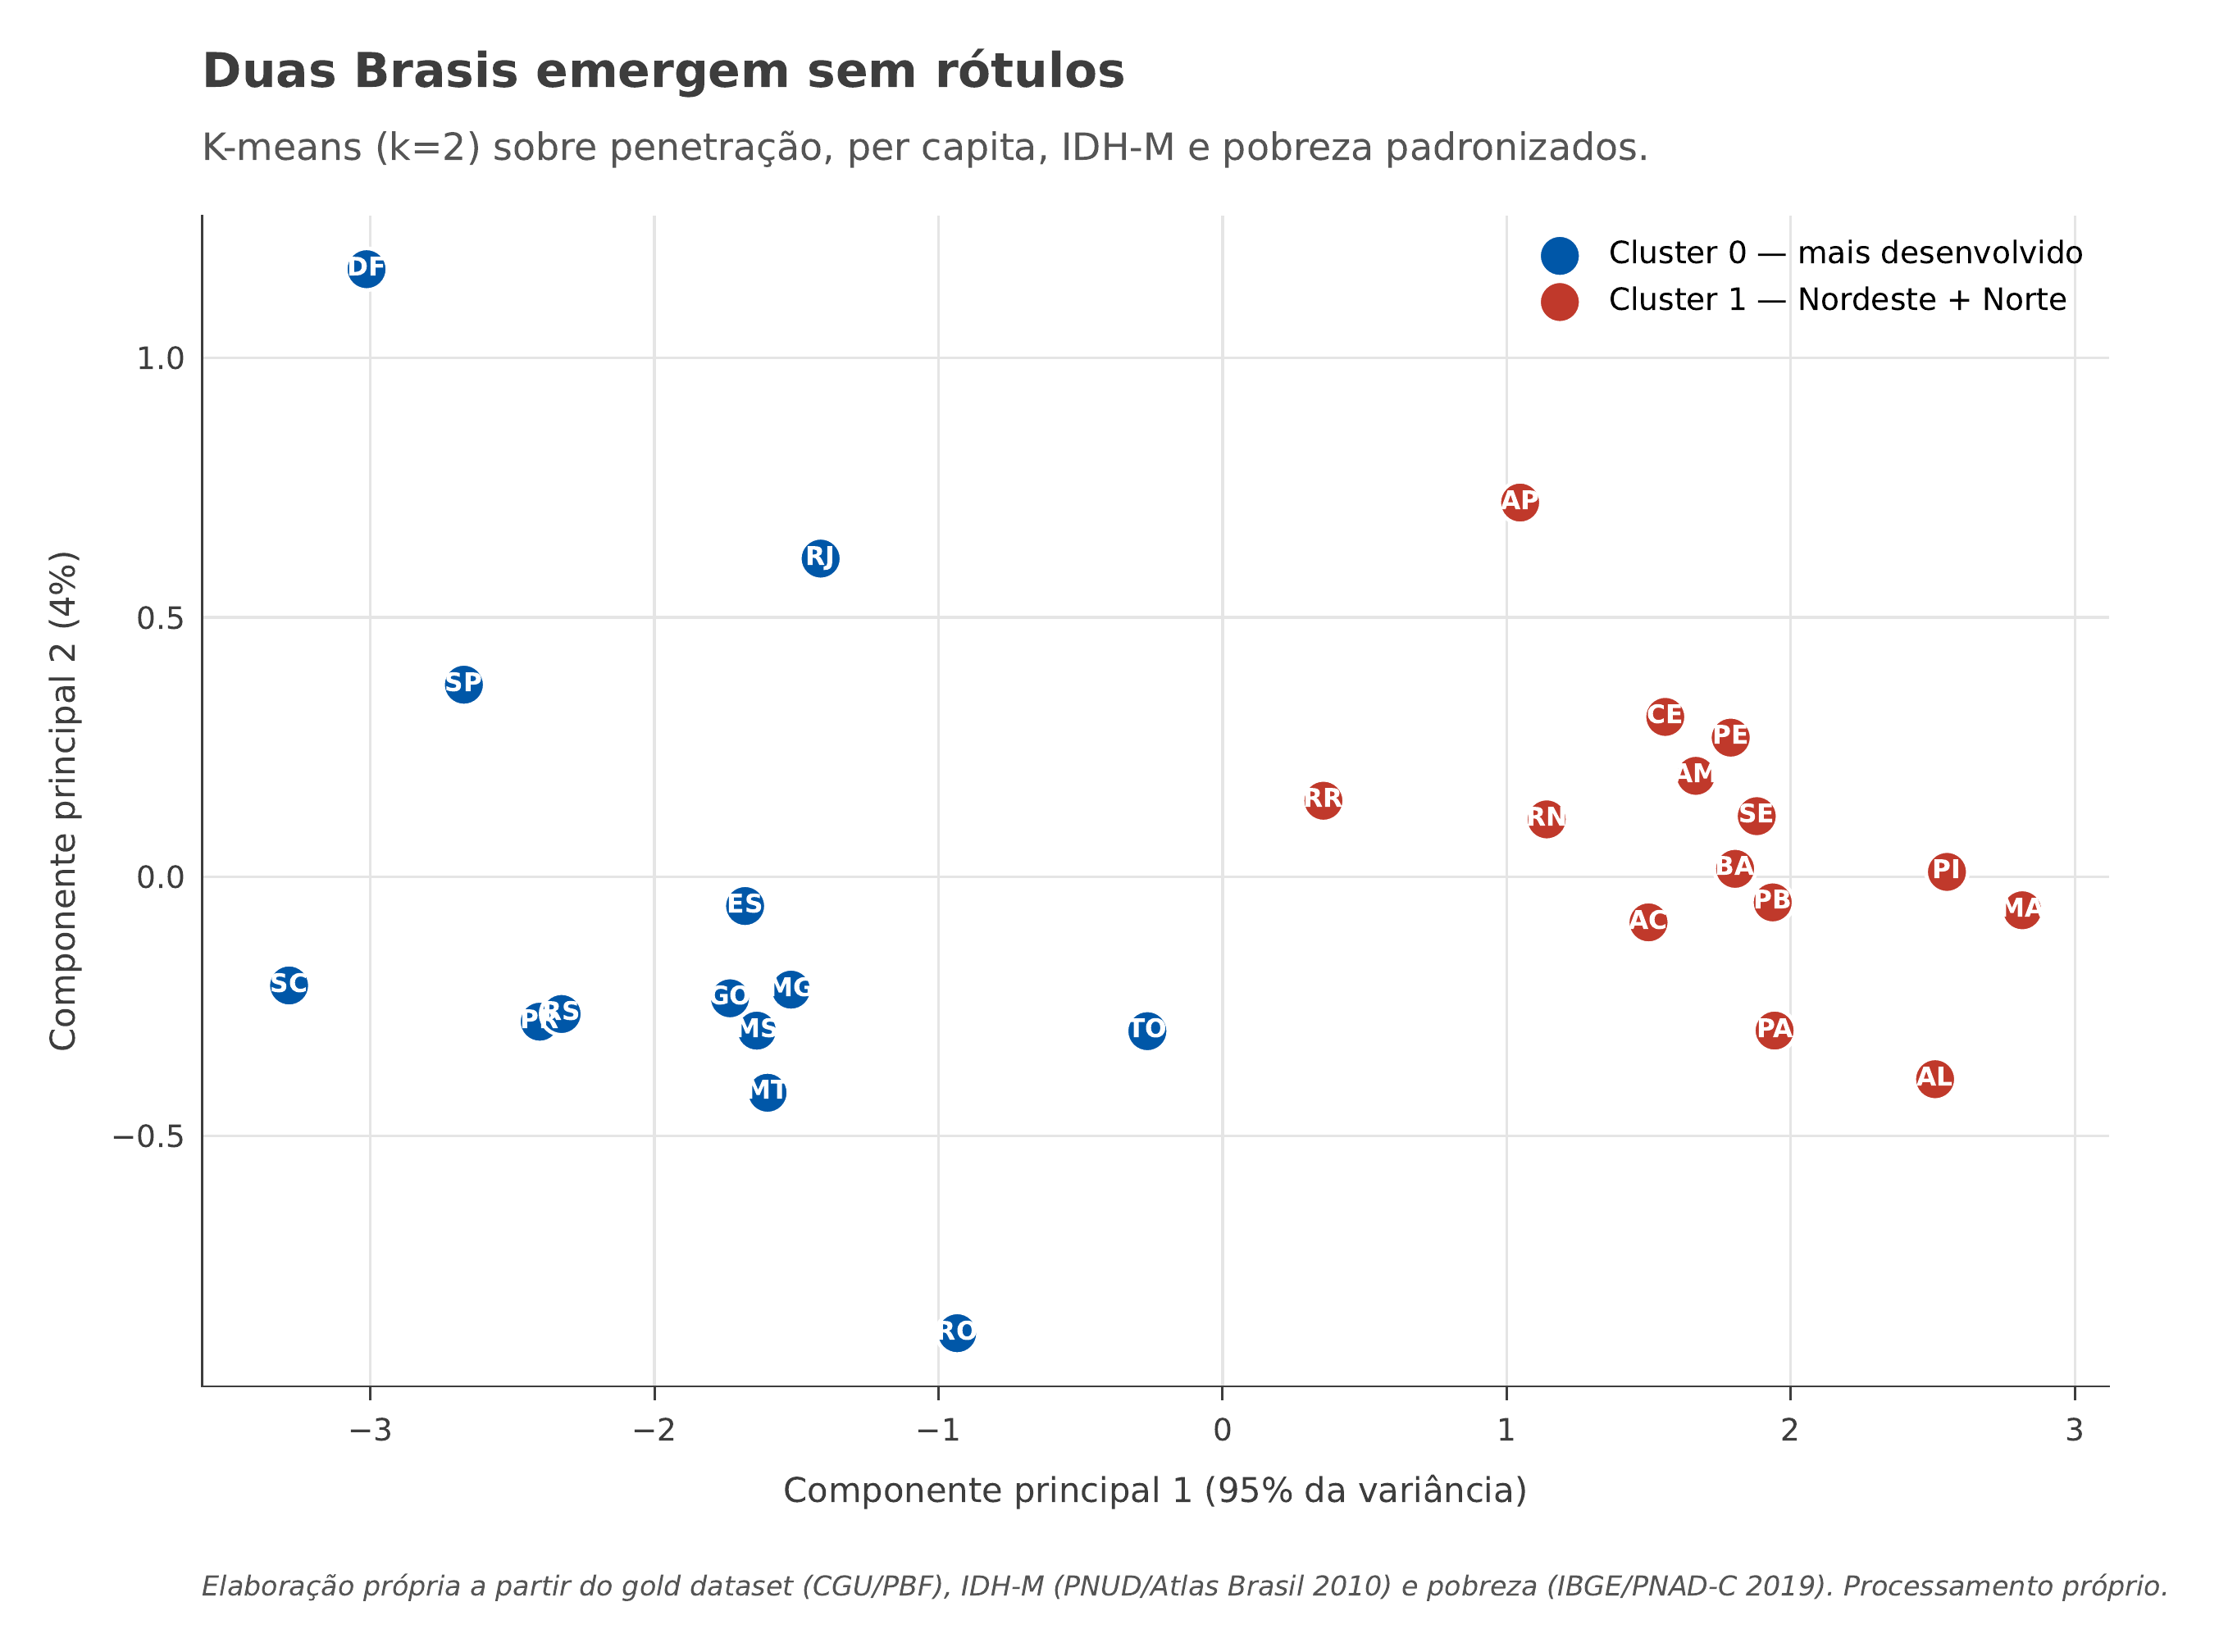 Duas Brasis emergem sem rótulos
K-means (k=2) sobre penetração, per capita, IDH-M e pobreza padronizados.
Cluster 0 — mais desenvolvido
Cluster 1 — Nordeste + Norte
Componente principal 2 (4%)
1.0
0.5
0.0
−0.5
DF
AP
RJ
SP
CE
PE
AM
RR
RN
SE
BA
PI
PB
MA
ES
AC
SC
MG
GO
RS
PR
MS
TO
PA
AL
MT
RO
−3
−2
−1
0
1
2
3
Componente principal 1 (95% da variância)
Elaboração própria a partir do gold dataset (CGU/PBF), IDH-M (PNUD/Atlas Brasil 2010) e pobreza (IBGE/PNAD-C 2019). Processamento próprio.